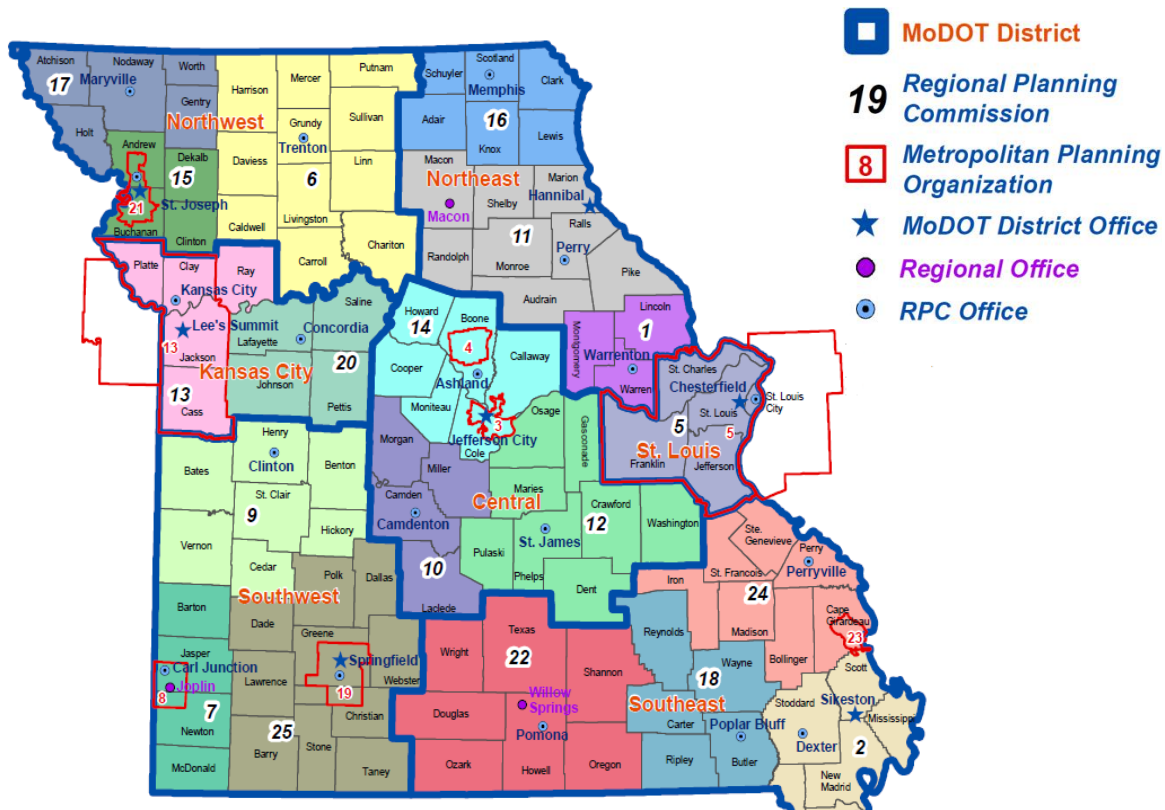 MoDOT District
19 Regional Planning
Commission
8 Metropolitan Planning
Organization
MoDOT District Office
Regional Office
RPC Office
Atchison
Nodaway
Worth
17
Maryville
Gentry
Holt
Northwest
Harrison
Mercer
Putnam
Grundy
Trenton
Sullivan
Daviess
6
Linn
Caldwell
Livingston
Carroll
Chariton
Andrew
Dekalb
15
St. Joseph
21
Buchanan
Clinton
Schuyler
Scotland
Memphis
Clark
Adair
16
Knox
Lewis
Macon
Northeast
Marion
Hannibal
Macon
Shelby
Ralls
11
Perry
Randolph
Monroe
Audrain
Pike
Platte
Clay
Ray
Kansas City
Lee's Summit
13
Jackson
Kansas City
13
Cass
Saline
Concordia
Lafayette
Johnson
20
Pettis
Howard
14
Boone
4
Callaway
Cooper
Ashland
Moniteau
3
Jefferson City
Cole
Montgomery
Lincoln
1
Warrenton
Warren
St. Charles
Chesterfield
St. Louis
City
St. Louis
5
5
St. Louis
Franklin
Jefferson
Henry
Clinton
Bates
Benton
St. Clair
9
Hickory
Vernon
Cedar
Morgan
Miller
Camden
Camdenton
10
Laclede
Central
Osage
Gasconade
Maries
Crawford
12
Washington
St. James
Pulaski
Phelps
Dent
Southwest
Polk
Dallas
Barton
Dade
Greene
Jasper
Carl Junction
Joplin
8
Springfield
Lawrence
19
Webster
7
Newton
25
Christian
Barry
Stone
McDonald
Taney
Texas
Wright
22
Shannon
Douglas
Willow
Springs
Pomona
Ozark
Howell
Oregon
Ste.
Genevieve
Perry
Perryville
St. Francois
Iron
24
Madison
Cape
Girardeau
23
Bollinger
Reynolds
Wayne
18
Southeast
Carter
Poplar Bluff
Ripley
Butler
Scott
Stoddard
Sikeston
Mississippi
Dexter
2
New
Madrid